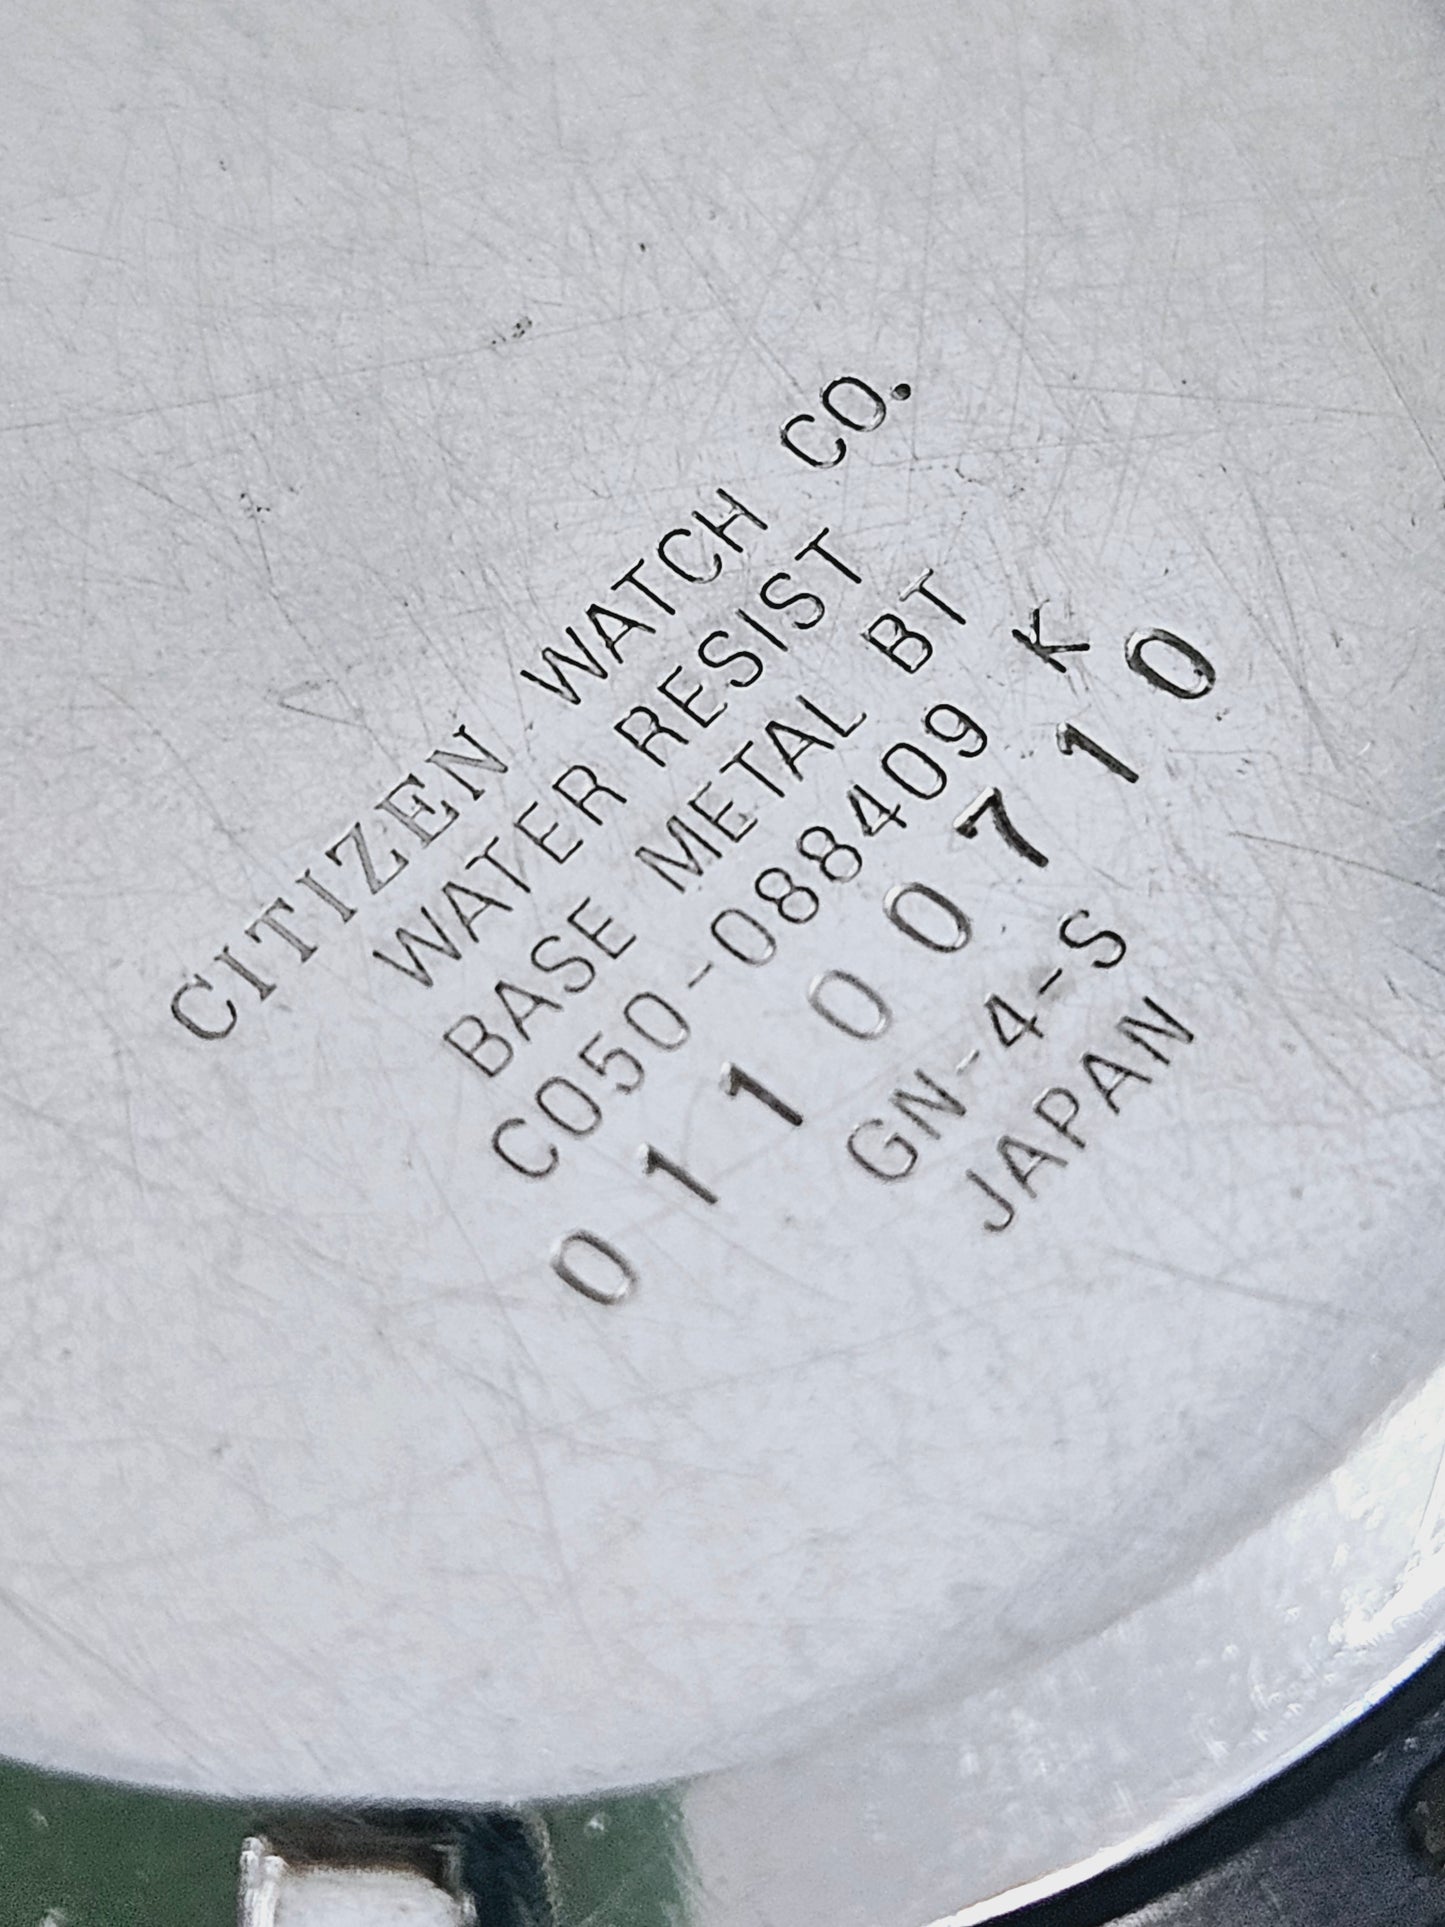 CITIZEN WATCH CO.
WATER RESIST
BASE METAL BT
C050-088409 K
01100710
GN-4-S
JAPAN